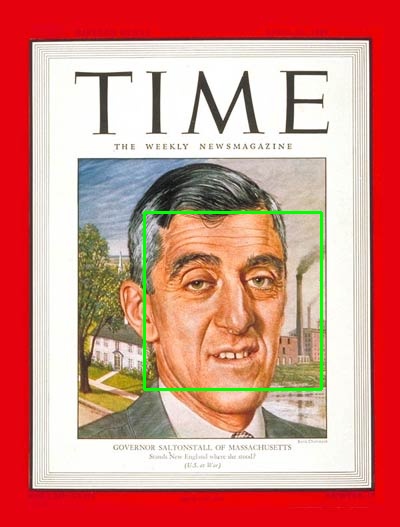 TIME
THE WEEKLY NEWSMAGAZINE
GOVERNOR SALTONSTALL OF MASSACHUSETTS
Stands New England where she stood?
(U.S. at War)